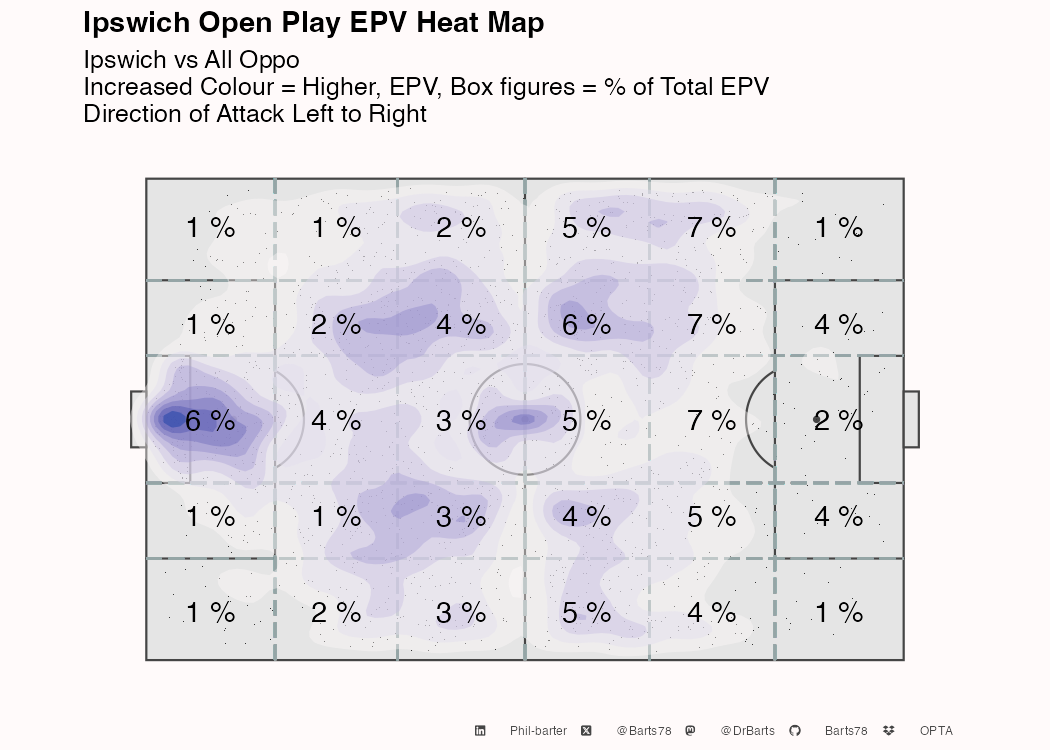 Ipswich Open Play EPV Heat Map
Ipswich vs All Oppo
Increased Colour = Higher, EPV, Box figures = % of Total EPV
Direction of Attack Left to Right
1 % 1 % 2 % 5 % 7 % 1 %
1 % 2 % 4 % 6 % 7 % 4 %
6 % 4 % 3 % 5 % 7 % 2 %
1 % 1 % 3 % 4 % 5 % 4 %
1 % 2 % 3 % 5 % 4 % 1 %
Phil-barter @Barts78 @DrBarts Barts78 OPTA